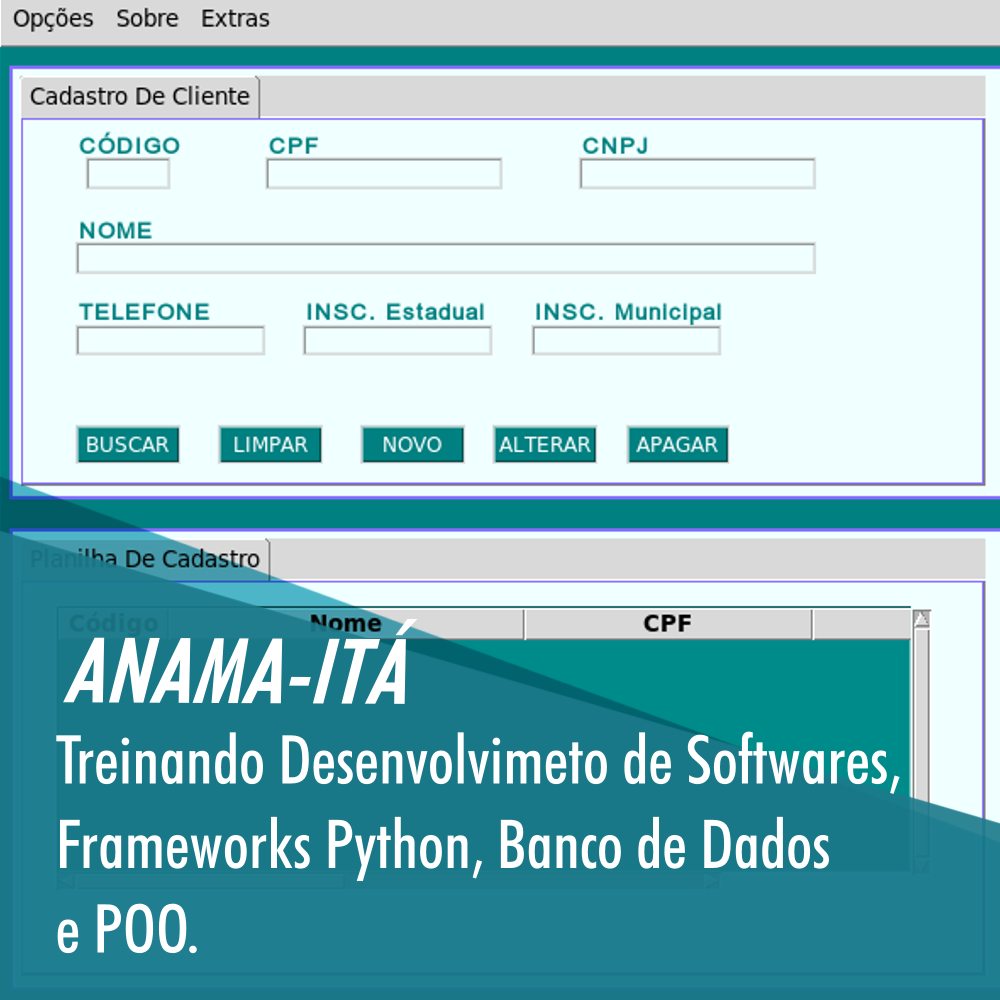 Opções Sobre Extras
Cadastro De Cliente
CÓDIGO CPF CNPJ
NOME
TELEFONE INSC. Estadual INSC. Municipal
BUSCAR LIMPAR NOVO ALTERAR APAGAR
Planilha De Cadastro
Código Nome CPF
ANAMA-ITÁ
Treinando Desenvolvimeto de Softwares,
Frameworks Python, Banco de Dados
e POO.